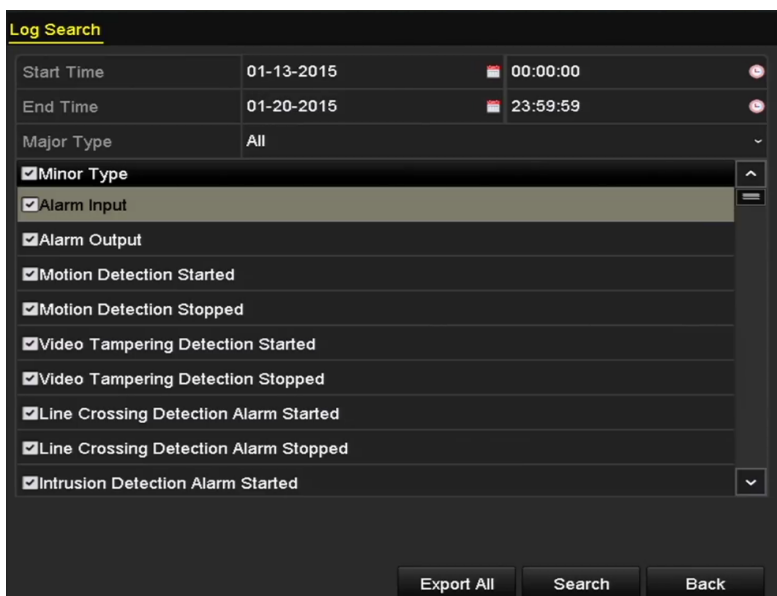 Log Search
Start Time 01-13-2015 00:00:00
End Time 01-20-2015 23:59:59
Major Type All
Minor Type
Alarm Input
Alarm Output
Motion Detection Started
Motion Detection Stopped
Video Tampering Detection Started
Video Tampering Detection Stopped
Line Crossing Detection Alarm Started
Line Crossing Detection Alarm Stopped
Intrusion Detection Alarm Started
Export All Search Back